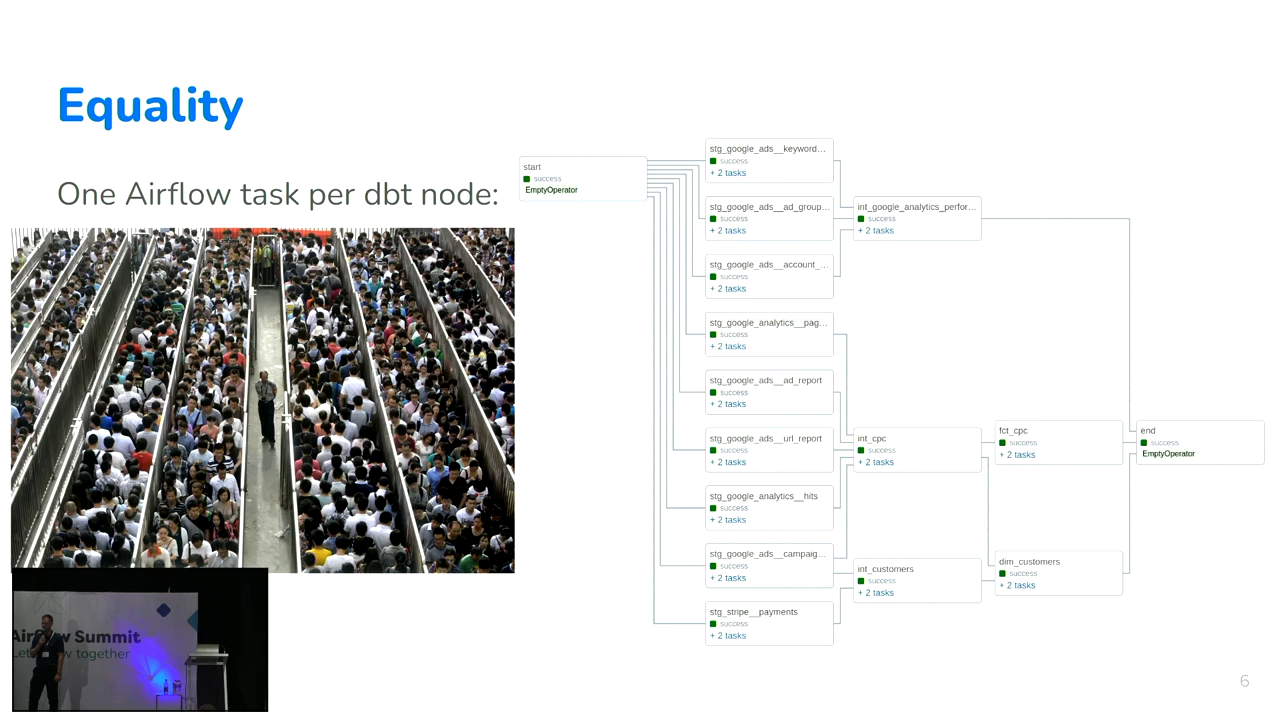 Equality
One Airflow task per dbt node:
start
success
EmptyOperator
stg_google_ads__keyword...
success
+ 2 tasks
stg_google_ads__ad_group...
success
+ 2 tasks
stg_google_ads__account_...
success
+ 2 tasks
stg_google_analytics__pag...
success
+ 2 tasks
stg_google_ads__ad_report
success
+ 2 tasks
stg_google_ads__url_report
success
+ 2 tasks
stg_google_analytics__hits
success
+ 2 tasks
stg_google_ads__campaig...
success
+ 2 tasks
stg_stripe__payments
success
+ 2 tasks
int_google_analytics_perfor...
success
+ 2 tasks
int_cpc
success
+ 2 tasks
int_customers
success
+ 2 tasks
fct_cpc
success
+ 2 tasks
dim_customers
success
+ 2 tasks
end
success
EmptyOperator
Airflow Summit
together
6